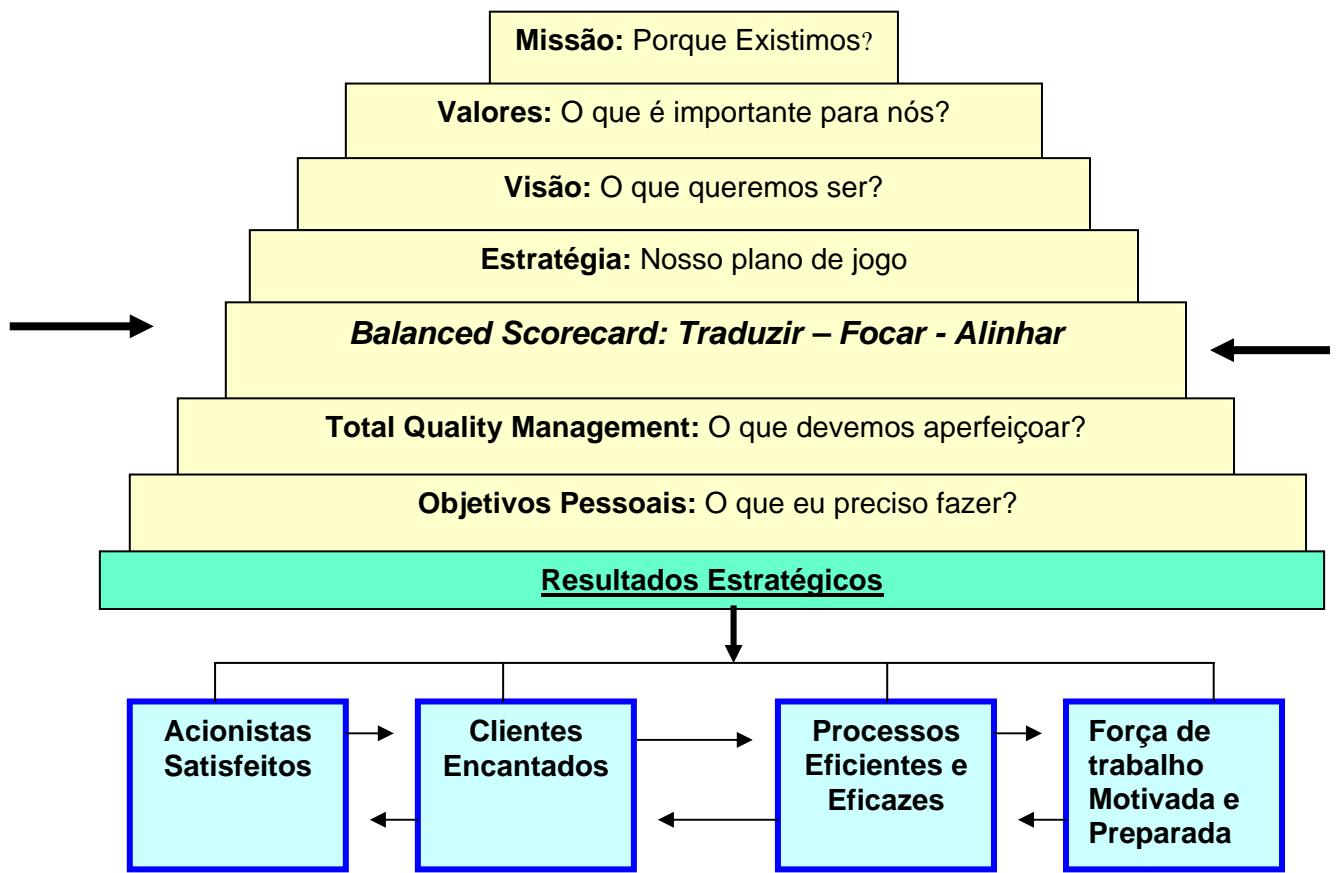 Missão: Porque Existimos?
Valores: O que é importante para nós?
Visão: O que queremos ser?
Estratégia: Nosso plano de jogo
Balanced Scorecard: Traduzir – Focar - Alinhar
Total Quality Management: O que devemos aperfeiçoar?
Objetivos Pessoais: O que eu preciso fazer?
Resultados Estratégicos
Acionistas
Satisfeitos
Clientes
Encantados
Processos
Eficientes e
Eficazes
Força de
trabalho
Motivada e
Preparada